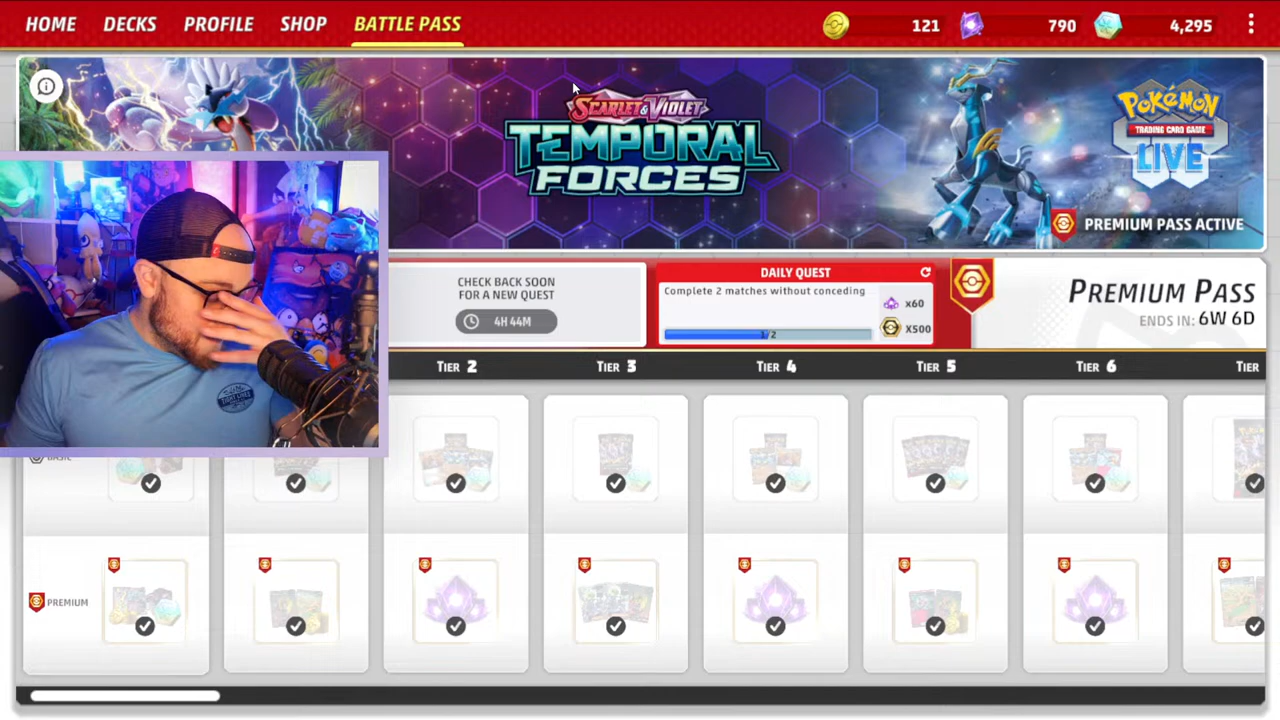 HOME DECKS PROFILE SHOP BATTLE PASS 121 790 4,295
SCARLET & VIOLET
TEMPORAL
FORCES
Pokémon
TRADING CARD GAME
LIVE
PREMIUM PASS ACTIVE
CHECK BACK SOON
FOR A NEW QUEST
4H 44M
DAILY QUEST
Complete 2 matches without conceding
x60
X500
1/2
PREMIUM PASS
ENDS IN: 6W 6D
TIER 2 TIER 3 TIER 4 TIER 5 TIER 6 TIER
BASIC
PREMIUM